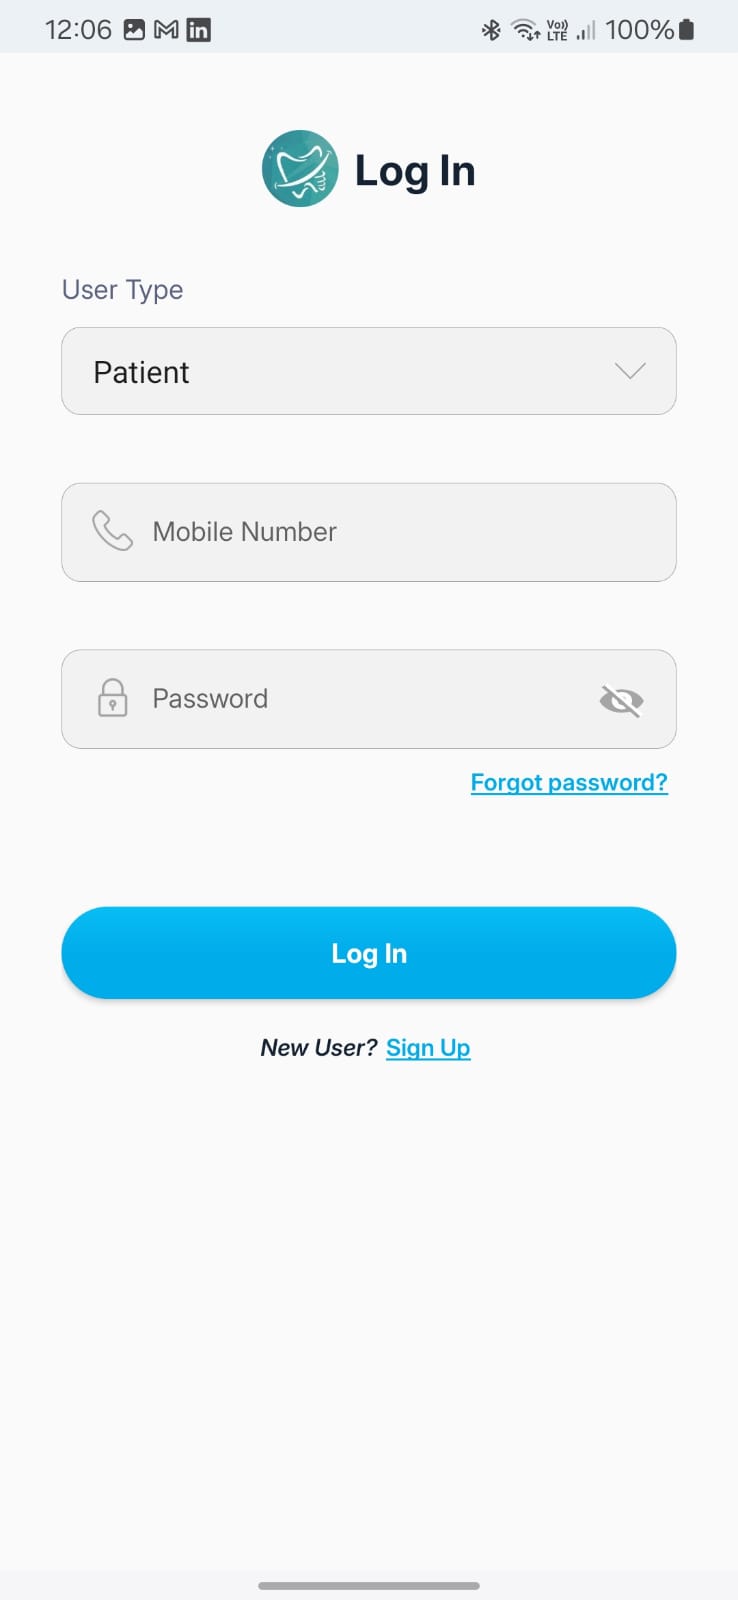 12:06 M in Vo)) LTE 100%
Log In
User Type
Patient
Mobile Number
Password
Forgot password?
Log In
New User? Sign Up